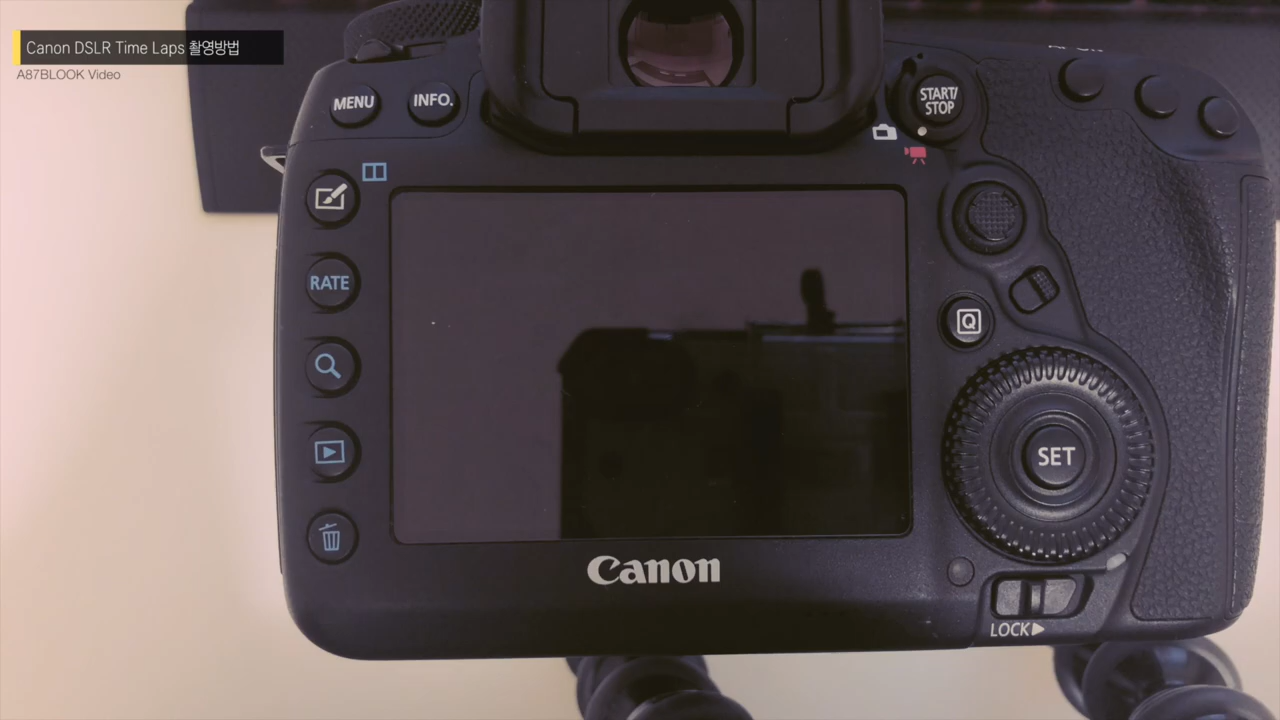 Canon DSLR Time Laps 촬영방법
A87BLOOK Video
MENU
INFO.
START/
STOP
RATE
Q
SET
Canon
LOCK